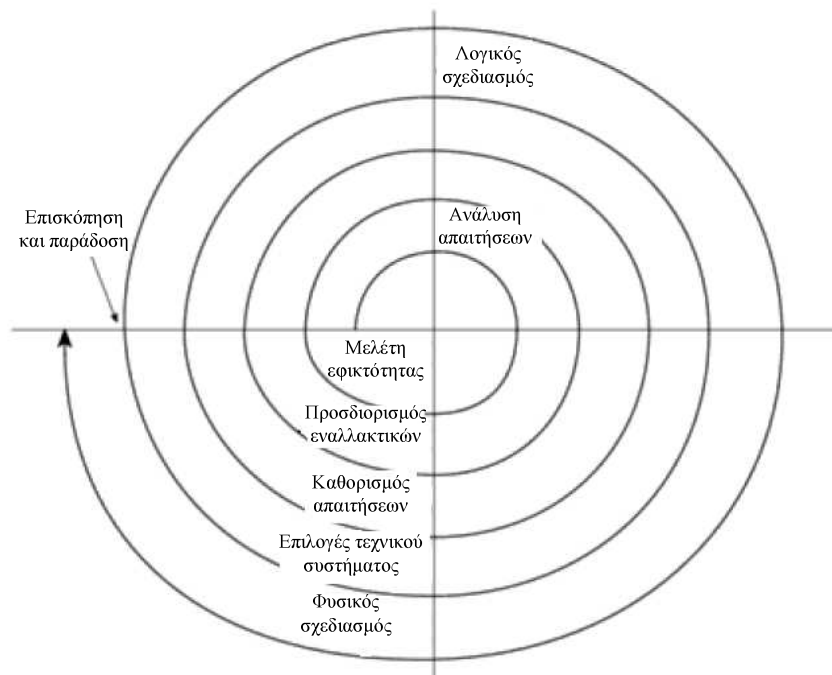 Λογικός
σχεδιασμός
Επισκόπηση
και παράδοση
Ανάλυση
απαιτήσεων
Μελέτη
εφικτότητας
Προσδιορισμός
εναλλακτικών
Καθορισμός
απαιτήσεων
Επιλογές τεχνικού
συστήματος
Φυσικός
σχεδιασμός